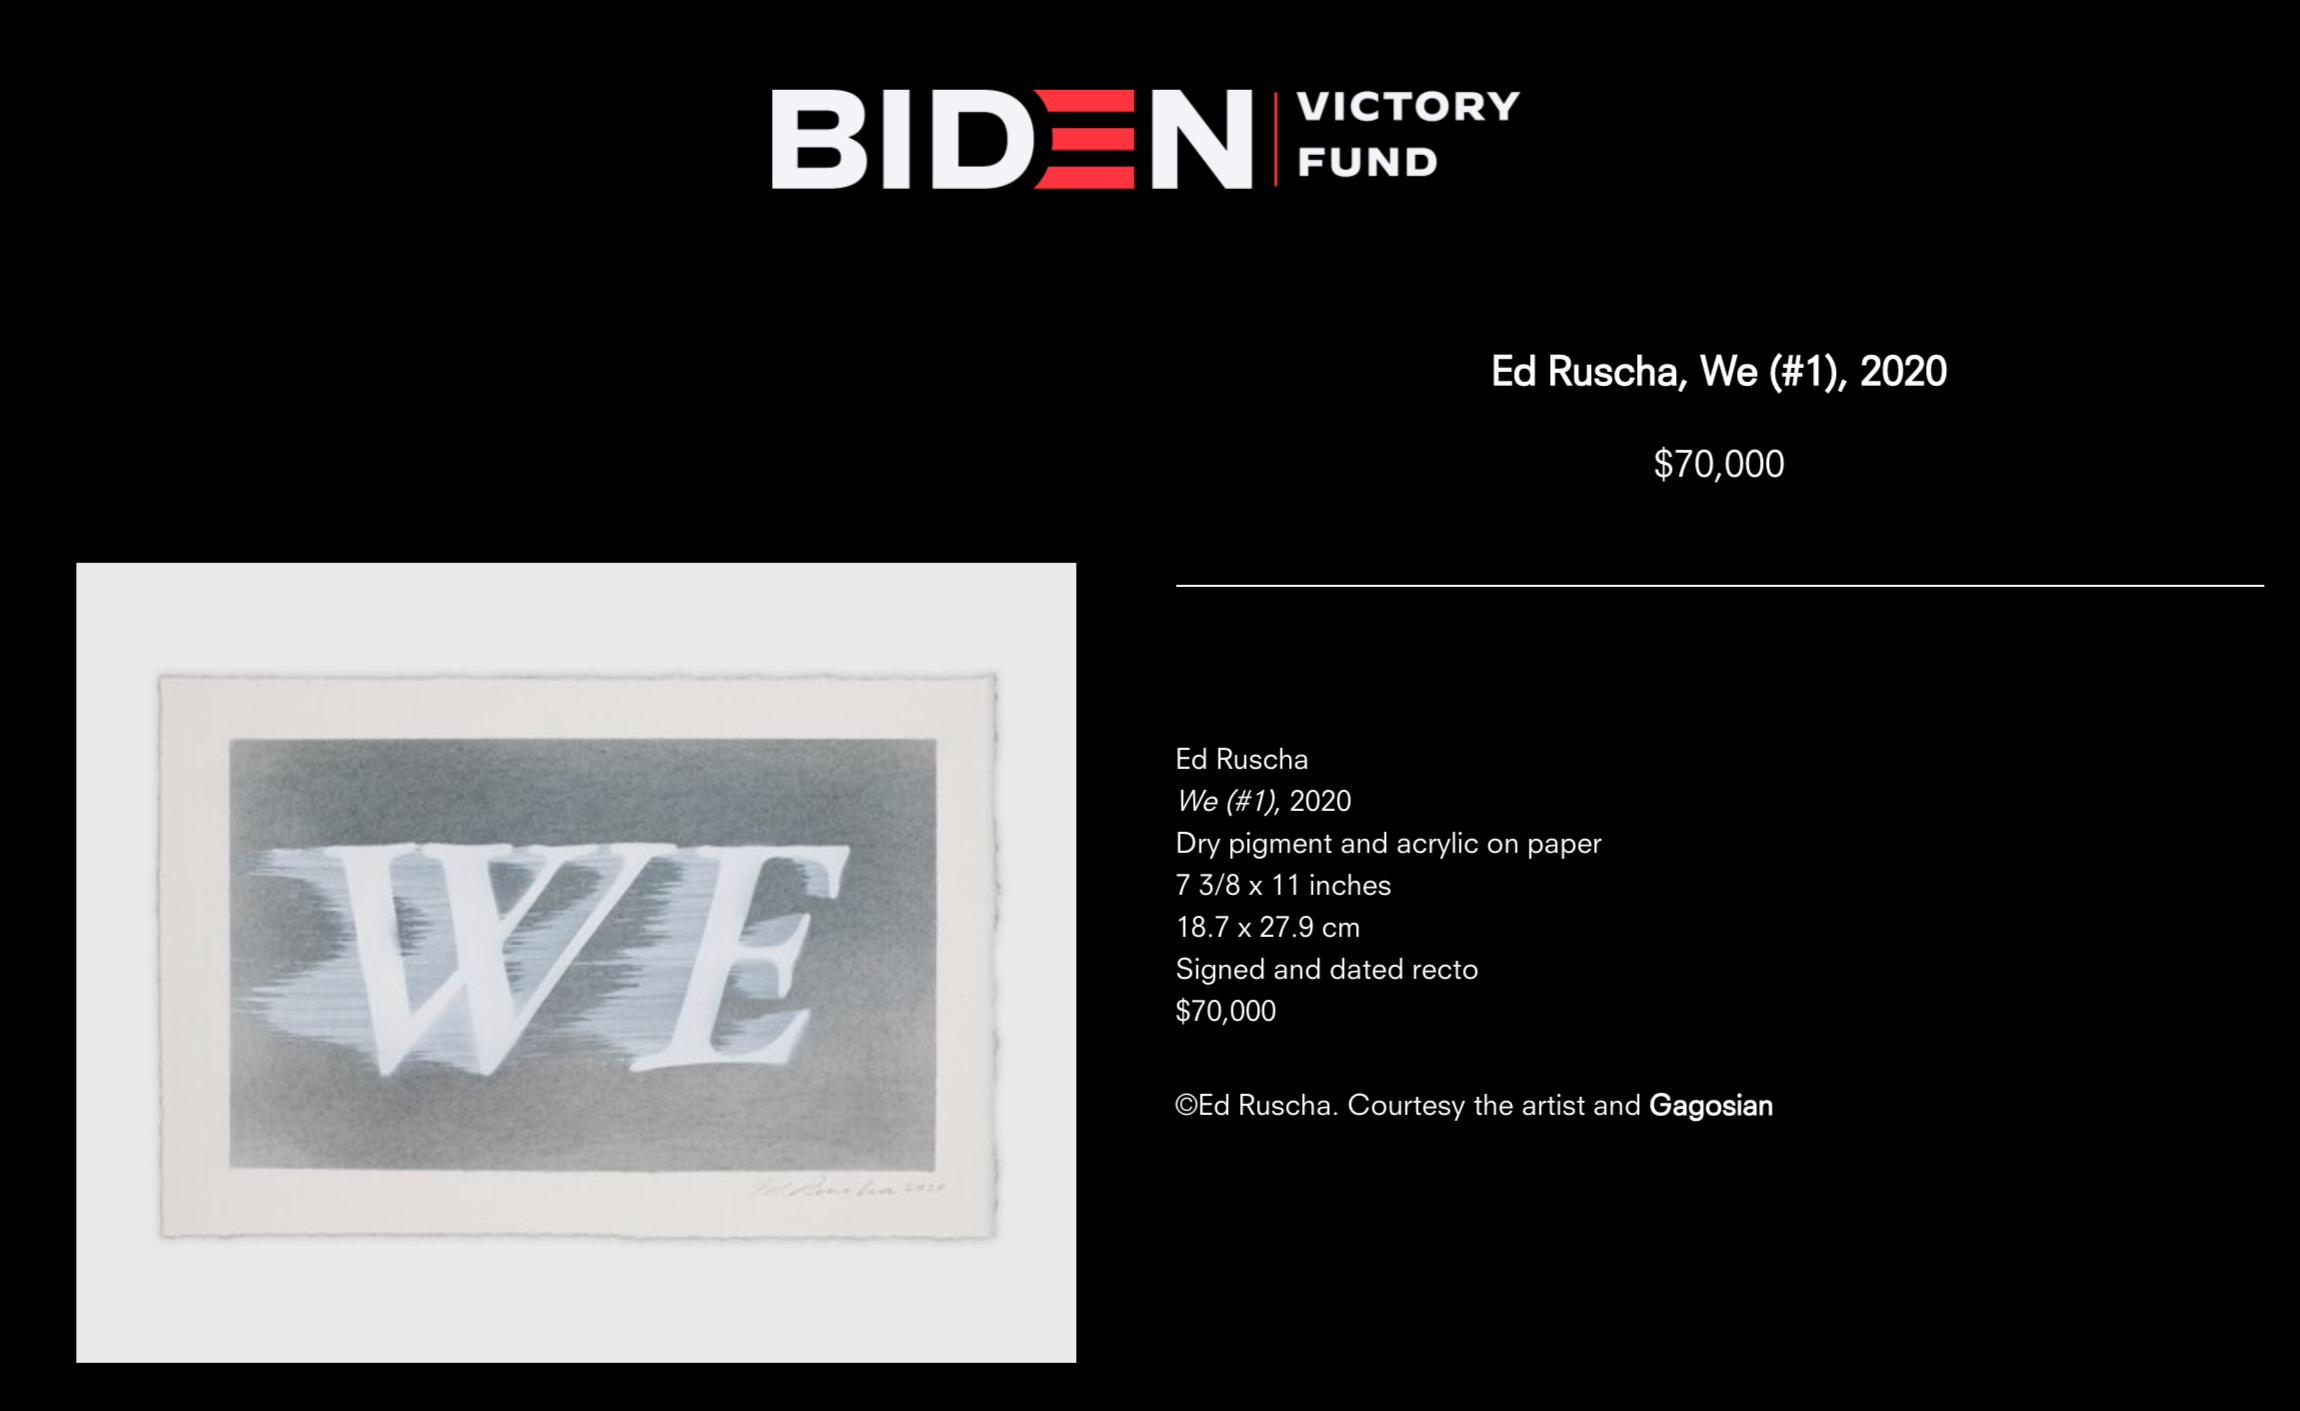 BIDEN
VICTORY
FUND
Ed Ruscha, We (#1), 2020
$70,000
WE
Ed Ruscha 2020
Ed Ruscha
We (#1), 2020
Dry pigment and acrylic on paper
7 3/8 x 11 inches
18.7 x 27.9 cm
Signed and dated recto
$70,000
©Ed Ruscha. Courtesy the artist and Gagosian